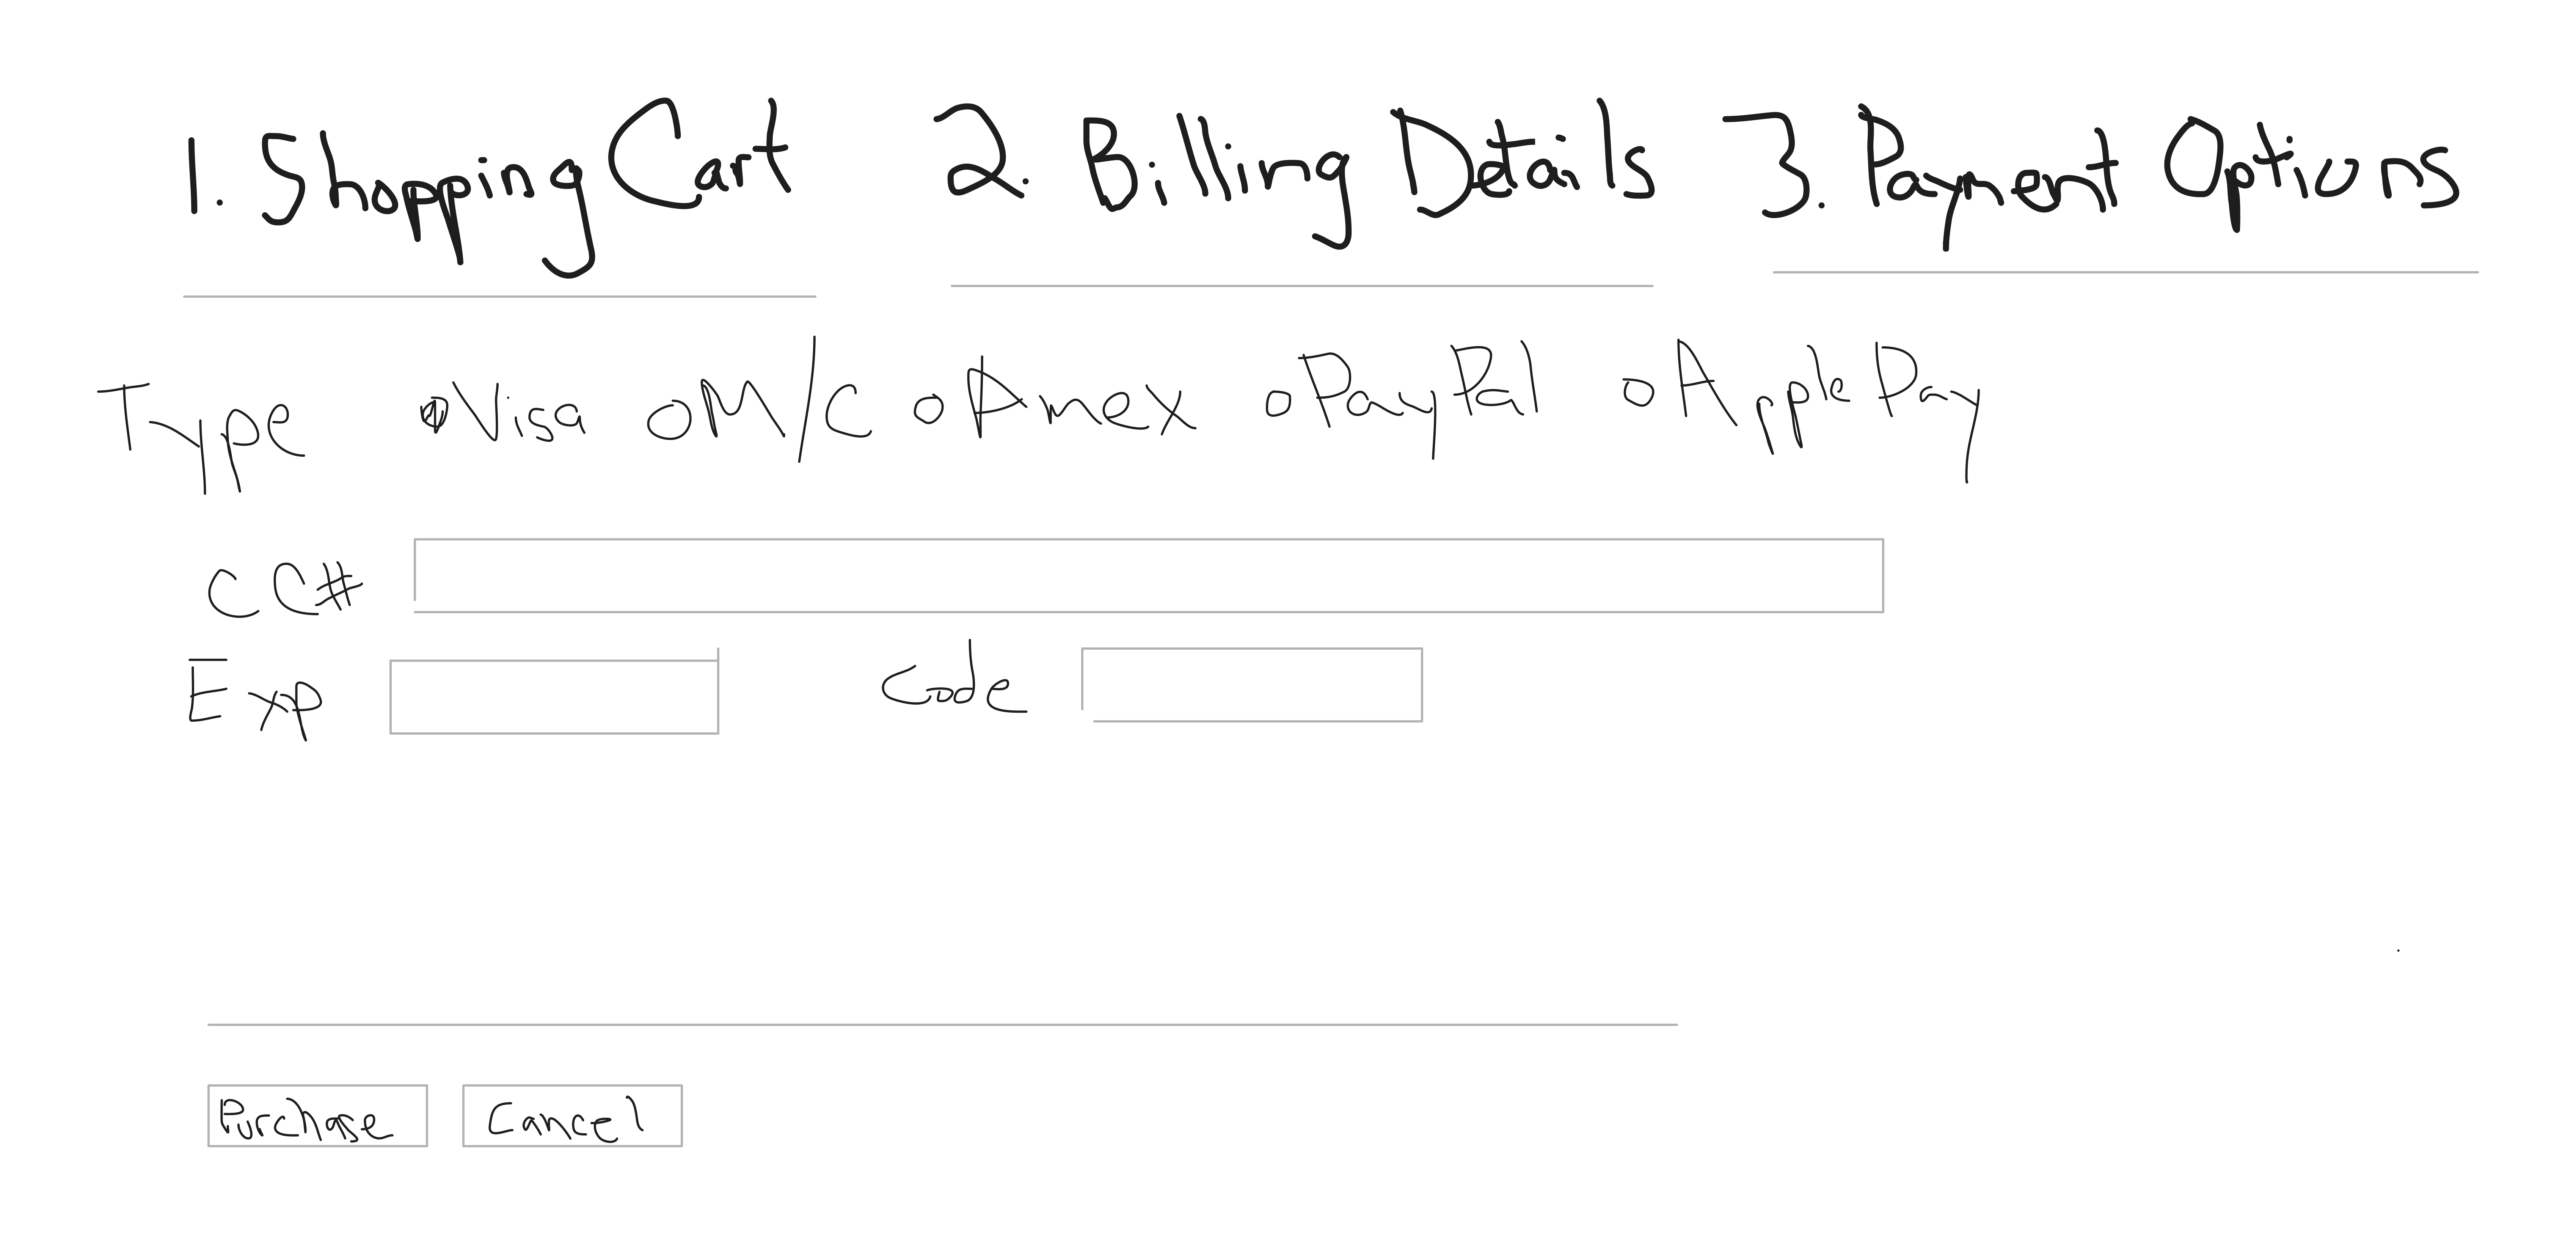 1. Shopping Cart 2. Billing Details 3. Payment Options
Type Visa M/C Amex PayPal Apple Pay
CC#
Exp Code
Purchase Cancel